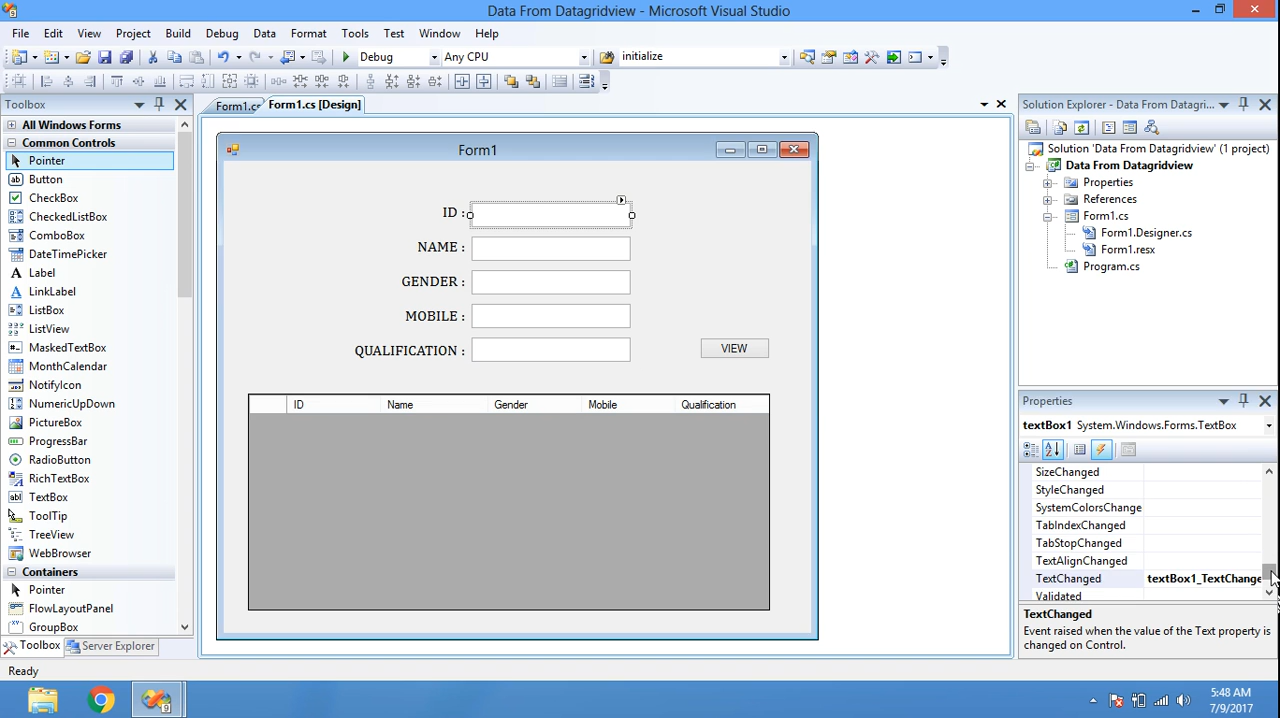 Data From Datagridview - Microsoft Visual Studio
File Edit View Project Build Debug Data Format Tools Test Window Help
Debug Any CPU initialize
Toolbox
All Windows Forms
Common Controls
Pointer
Button
CheckBox
CheckedListBox
ComboBox
DateTimePicker
Label
LinkLabel
ListBox
ListView
MaskedTextBox
MonthCalendar
NotifyIcon
NumericUpDown
PictureBox
ProgressBar
RadioButton
RichTextBox
TextBox
ToolTip
TreeView
WebBrowser
Containers
Pointer
FlowLayoutPanel
GroupBox
Toolbox Server Explorer
Form1.cs Form1.cs [Design]
Form1
ID :
NAME :
GENDER :
MOBILE :
QUALIFICATION :
VIEW
ID Name Gender Mobile Qualification
Solution Explorer - Data From Datagri...
Solution 'Data From Datagridview' (1 project)
Data From Datagridview
Properties
References
Form1.cs
Form1.Designer.cs
Form1.resx
Program.cs
Properties
textBox1 System.Windows.Forms.TextBox
SizeChanged
StyleChanged
SystemColorsChange
TabIndexChanged
TabStopChanged
TextAlignChanged
TextChanged textBox1_TextChange
Validated
TextChanged
Event raised when the value of the Text property is
changed on Control.
Ready
5:48 AM
7/9/2017